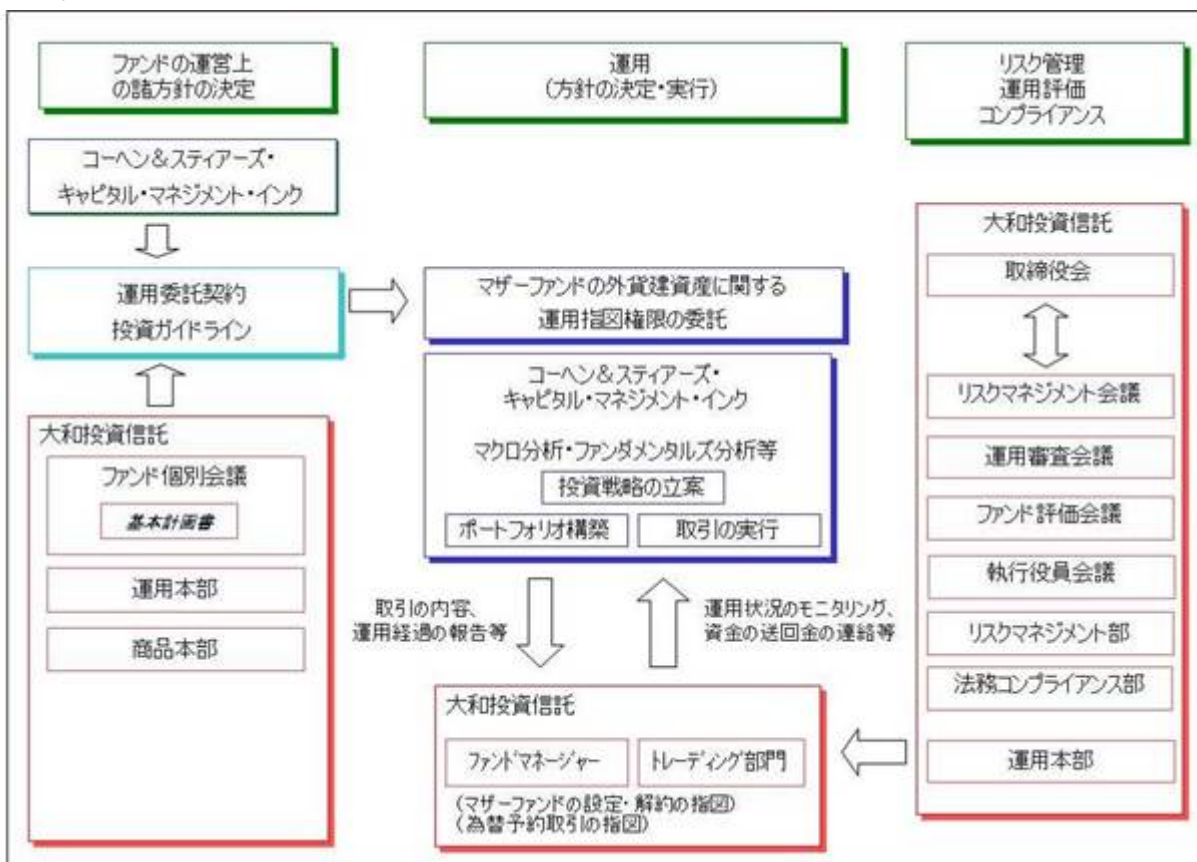 ファンドの運営上
の諸方針の決定
運用
(方針の決定・実行)
リスク管理
運用評価
コンプライアンス
コーヘン&スティアーズ・
キャピタル・マネジメント・インク
運用委託契約
投資ガイドライン
大和投資信託
ファンド個別会議
基本計画書
運用本部
商品本部
マザーファンドの外貨建資産に関する
運用指図権限の委託
コーヘン&スティアーズ・
キャピタル・マネジメント・インク
マクロ分析・ファンダメンタルズ分析等
投資戦略の立案
ポートフォリオ構築
取引の実行
取引の内容、
運用経過の報告等
運用状況のモニタリング、
資金の送回金の連絡等
大和投資信託
ファンドマネージャー
トレーディング部門
(マザーファンドの設定・解約の指図)
(為替予約取引の指図)
大和投資信託
取締役会
リスクマネジメント会議
運用審査会議
ファンド評価会議
執行役員会議
リスクマネジメント部
法務コンプライアンス部
運用本部